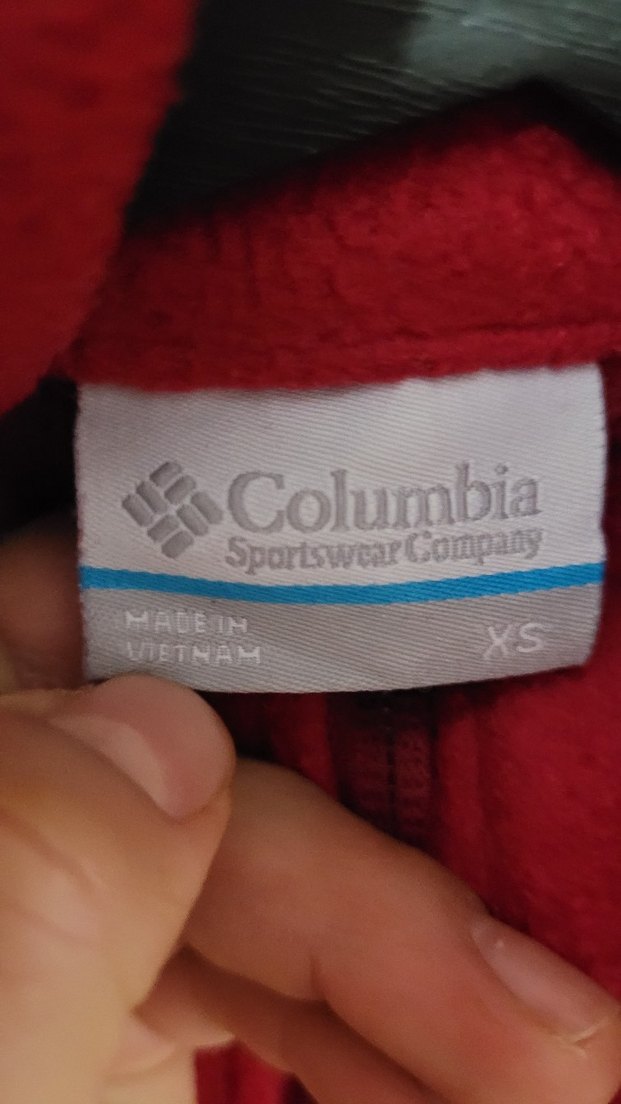 Columbia
Sportswear Company
MADE IN
VIETNAM
XS